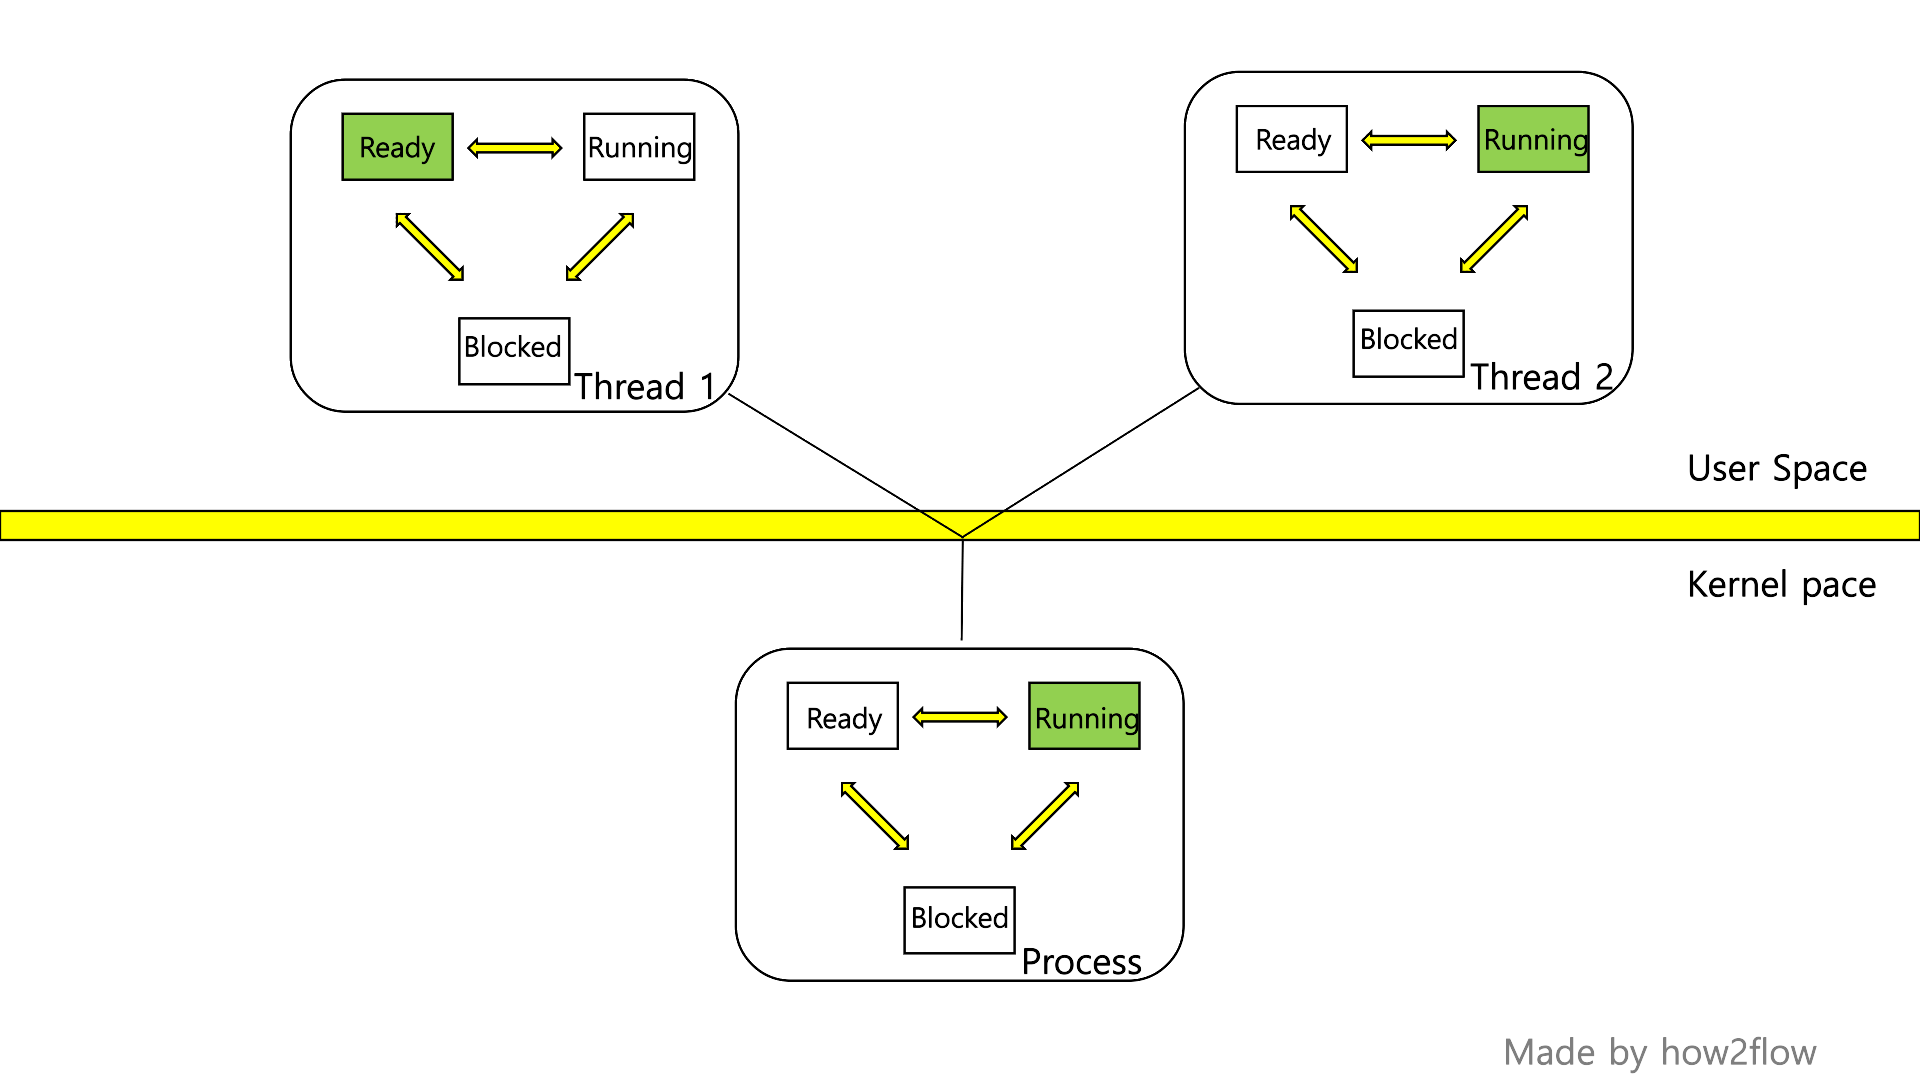 Ready
Running
Blocked
Thread 1
Ready
Running
Blocked
Thread 2
User Space
Kernel pace
Ready
Running
Blocked
Process
Made by how2flow